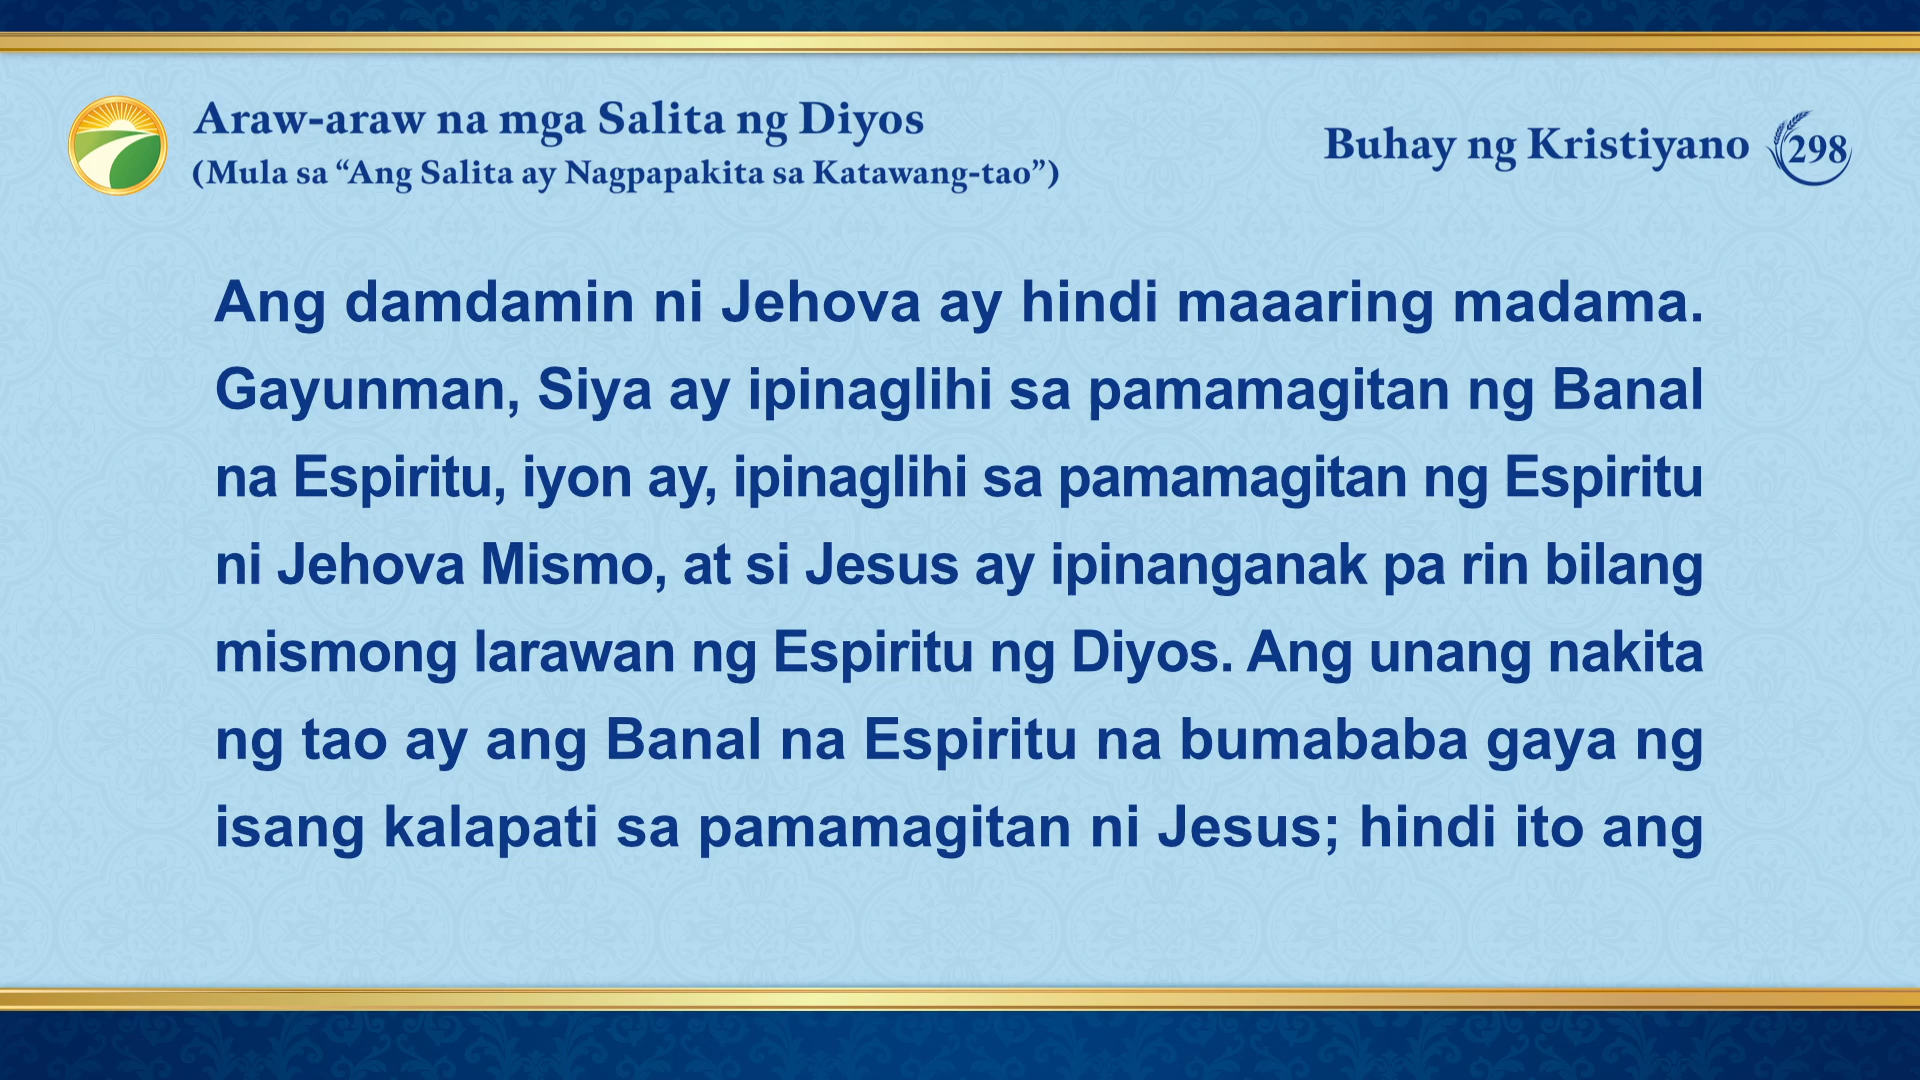 Araw-araw na mga Salita ng Diyos
(Mula sa “Ang Salita ay Nagpapakita sa Katawang-tao”)
Buhay ng Kristiyano 298
Ang damdamin ni Jehova ay hindi maaaring madama.
Gayunman, Siya ay ipinaglihi sa pamamagitan ng Banal
na Espiritu, iyon ay, ipinaglihi sa pamamagitan ng Espiritu
ni Jehova Mismo, at si Jesus ay ipinanganak pa rin bilang
mismong larawan ng Espiritu ng Diyos. Ang unang nakita
ng tao ay ang Banal na Espiritu na bumababa gaya ng
isang kalapati sa pamamagitan ni Jesus; hindi ito ang